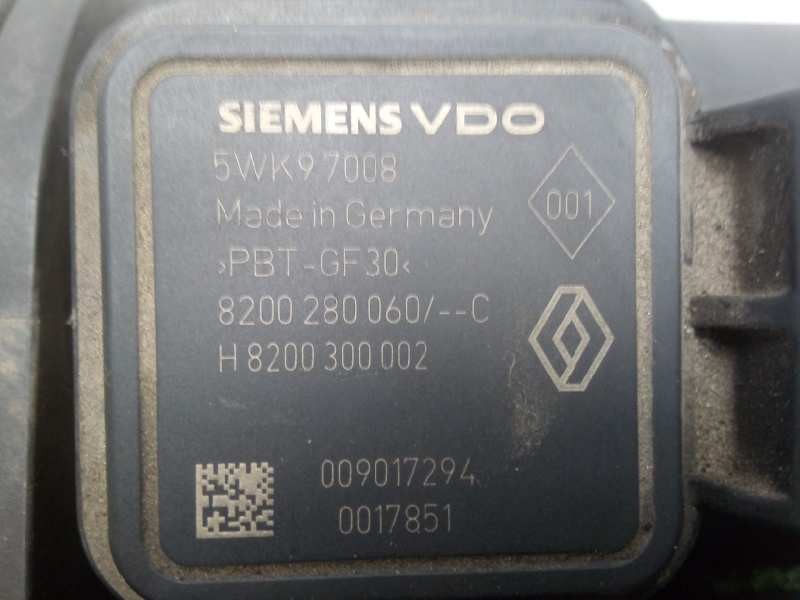 SIEMENS VDO
5WK9 7008
Made in Germany
001
>PBT-GF30<
8200 280 060/--C
H 8200 300 002
009017294
0017851